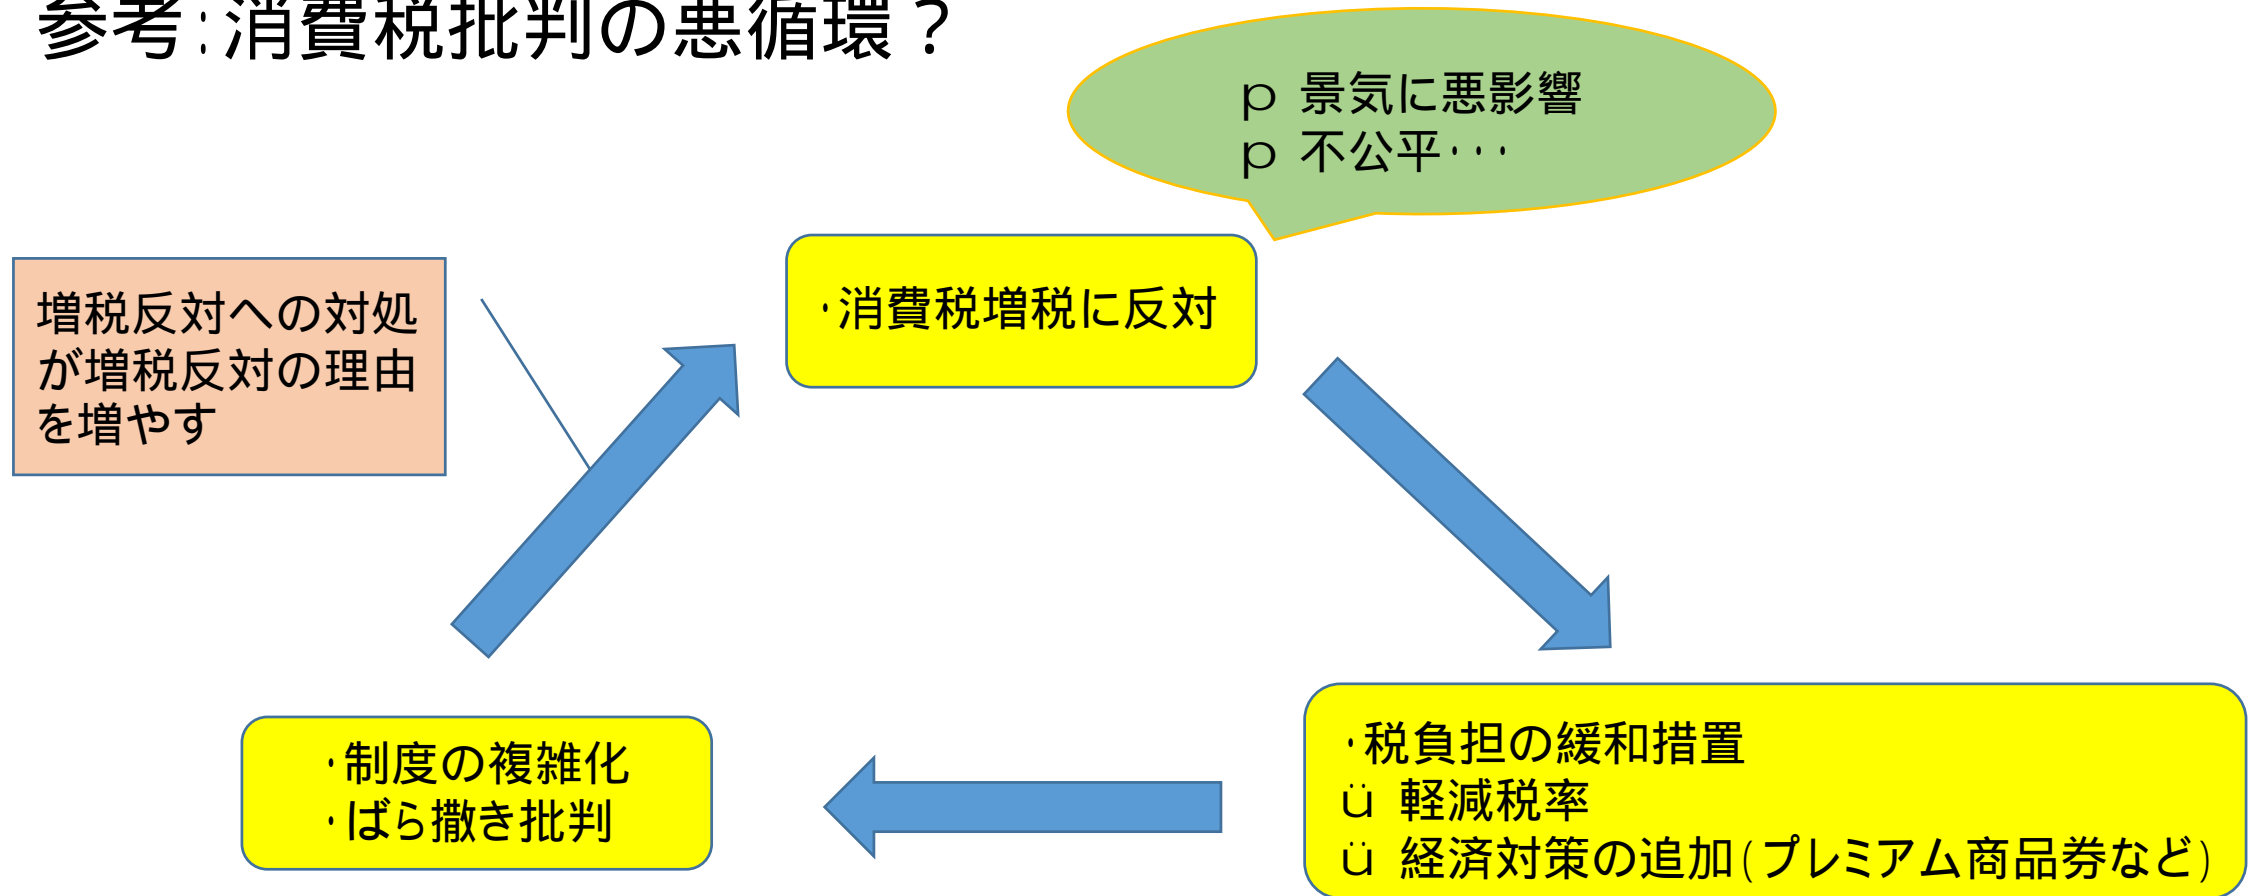 参考:消費税批判の悪循環？
p 景気に悪影響
p 不公平···
·消費税増税に反対
増税反対への対処
が増税反対の理由
を増やす
·税負担の緩和措置
ü 軽減税率
ü 経済対策の追加(プレミアム商品券など)
·制度の複雑化
·ばら撒き批判